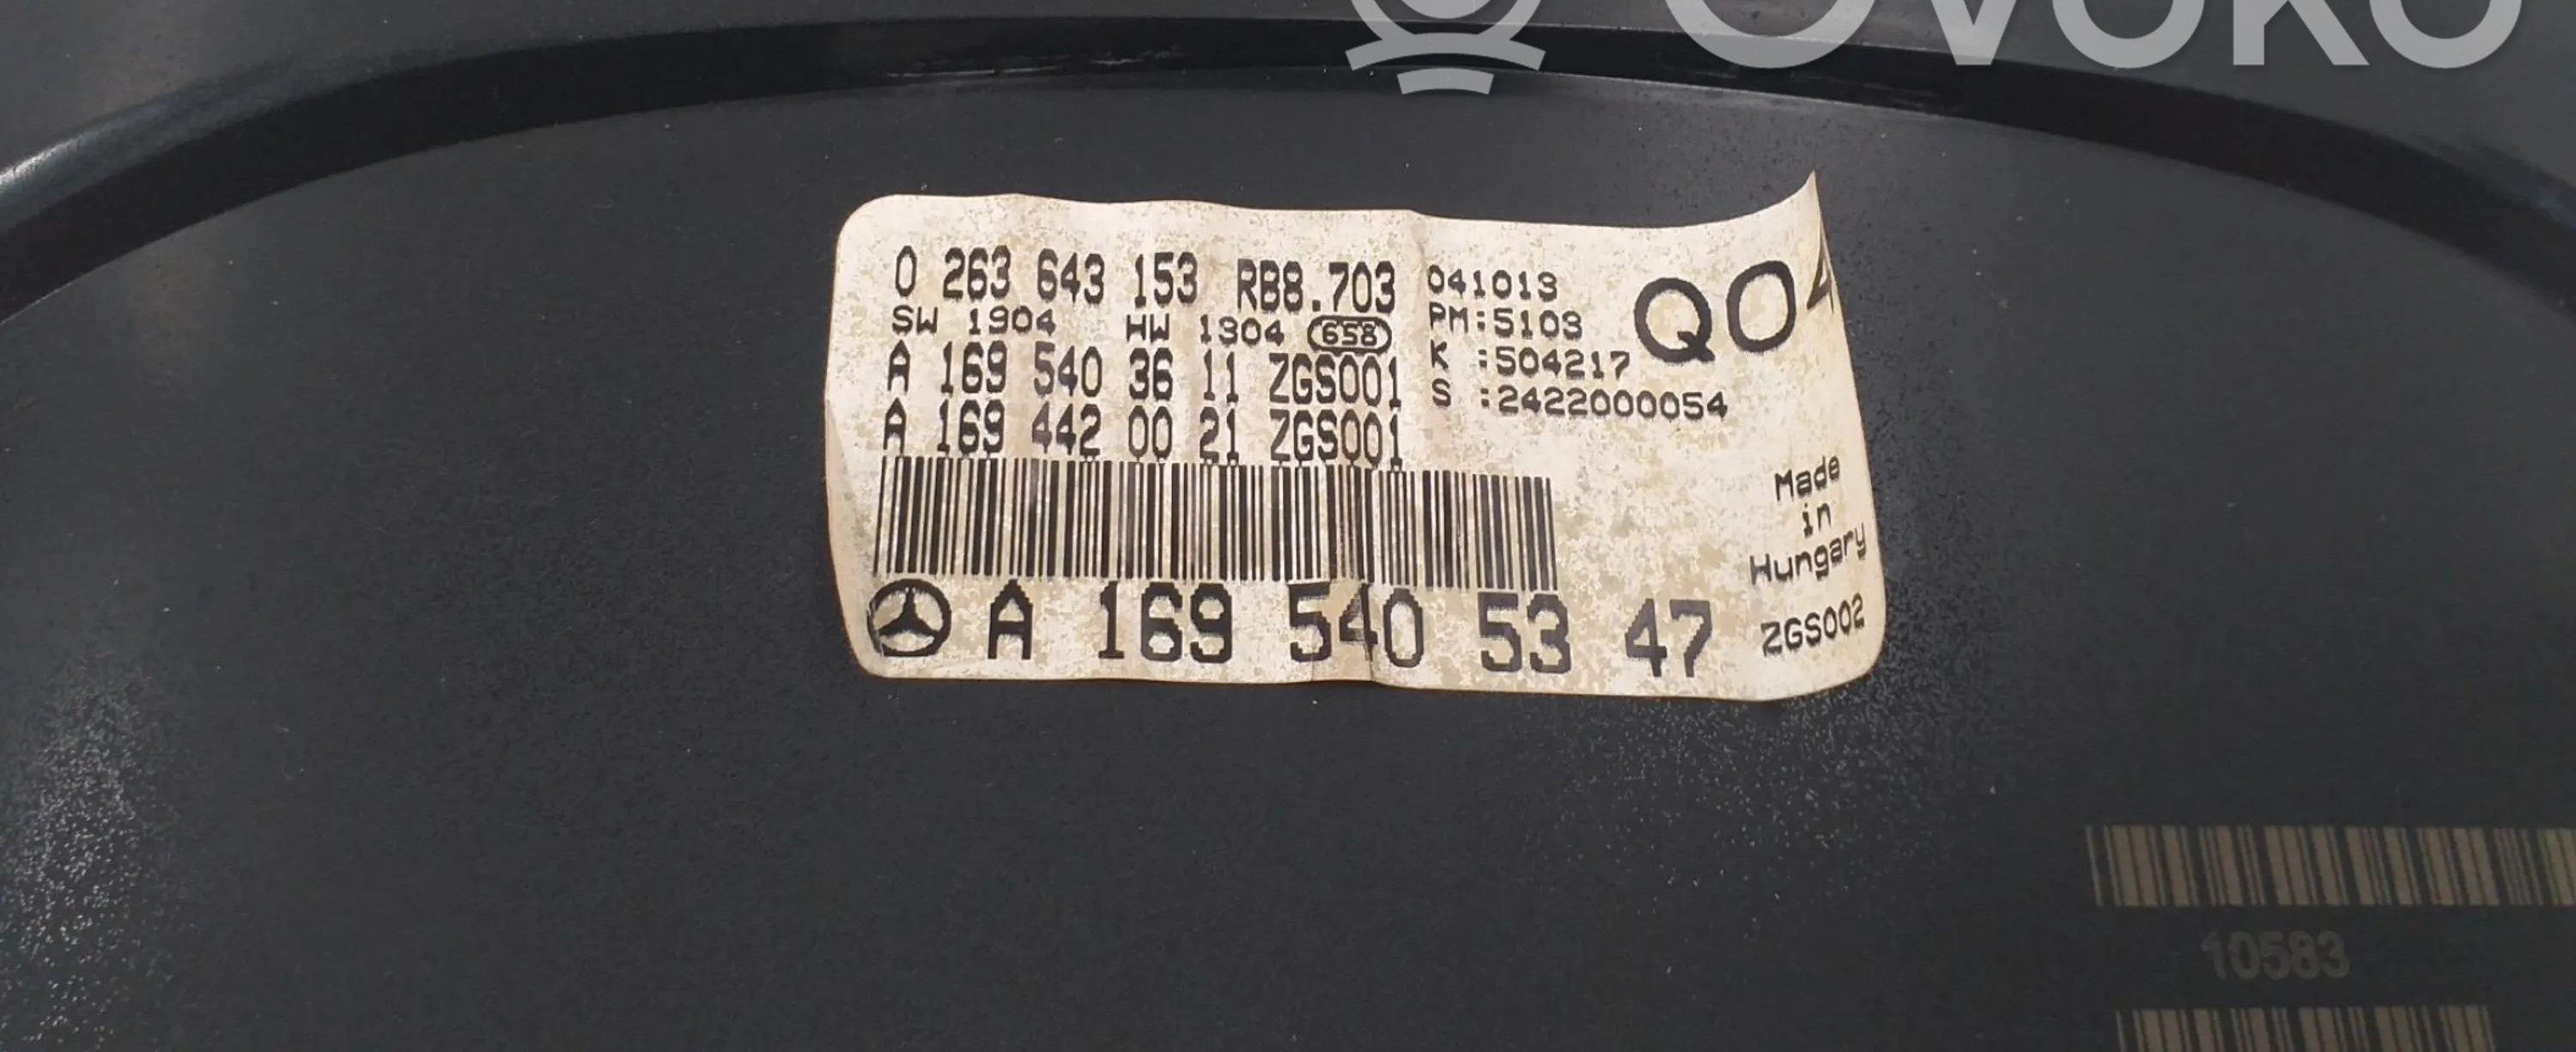 OVOKO
0 263 643 153 RB8.703 041013
SW 1904 HW 1304 658 PM:5103
Q04
A 169 540 36 11 ZGS001 K :504217
A 169 442 00 21 ZGS001 S :2422000054
Made
in
Hungary
A 169 540 53 47 ZGS002
10583